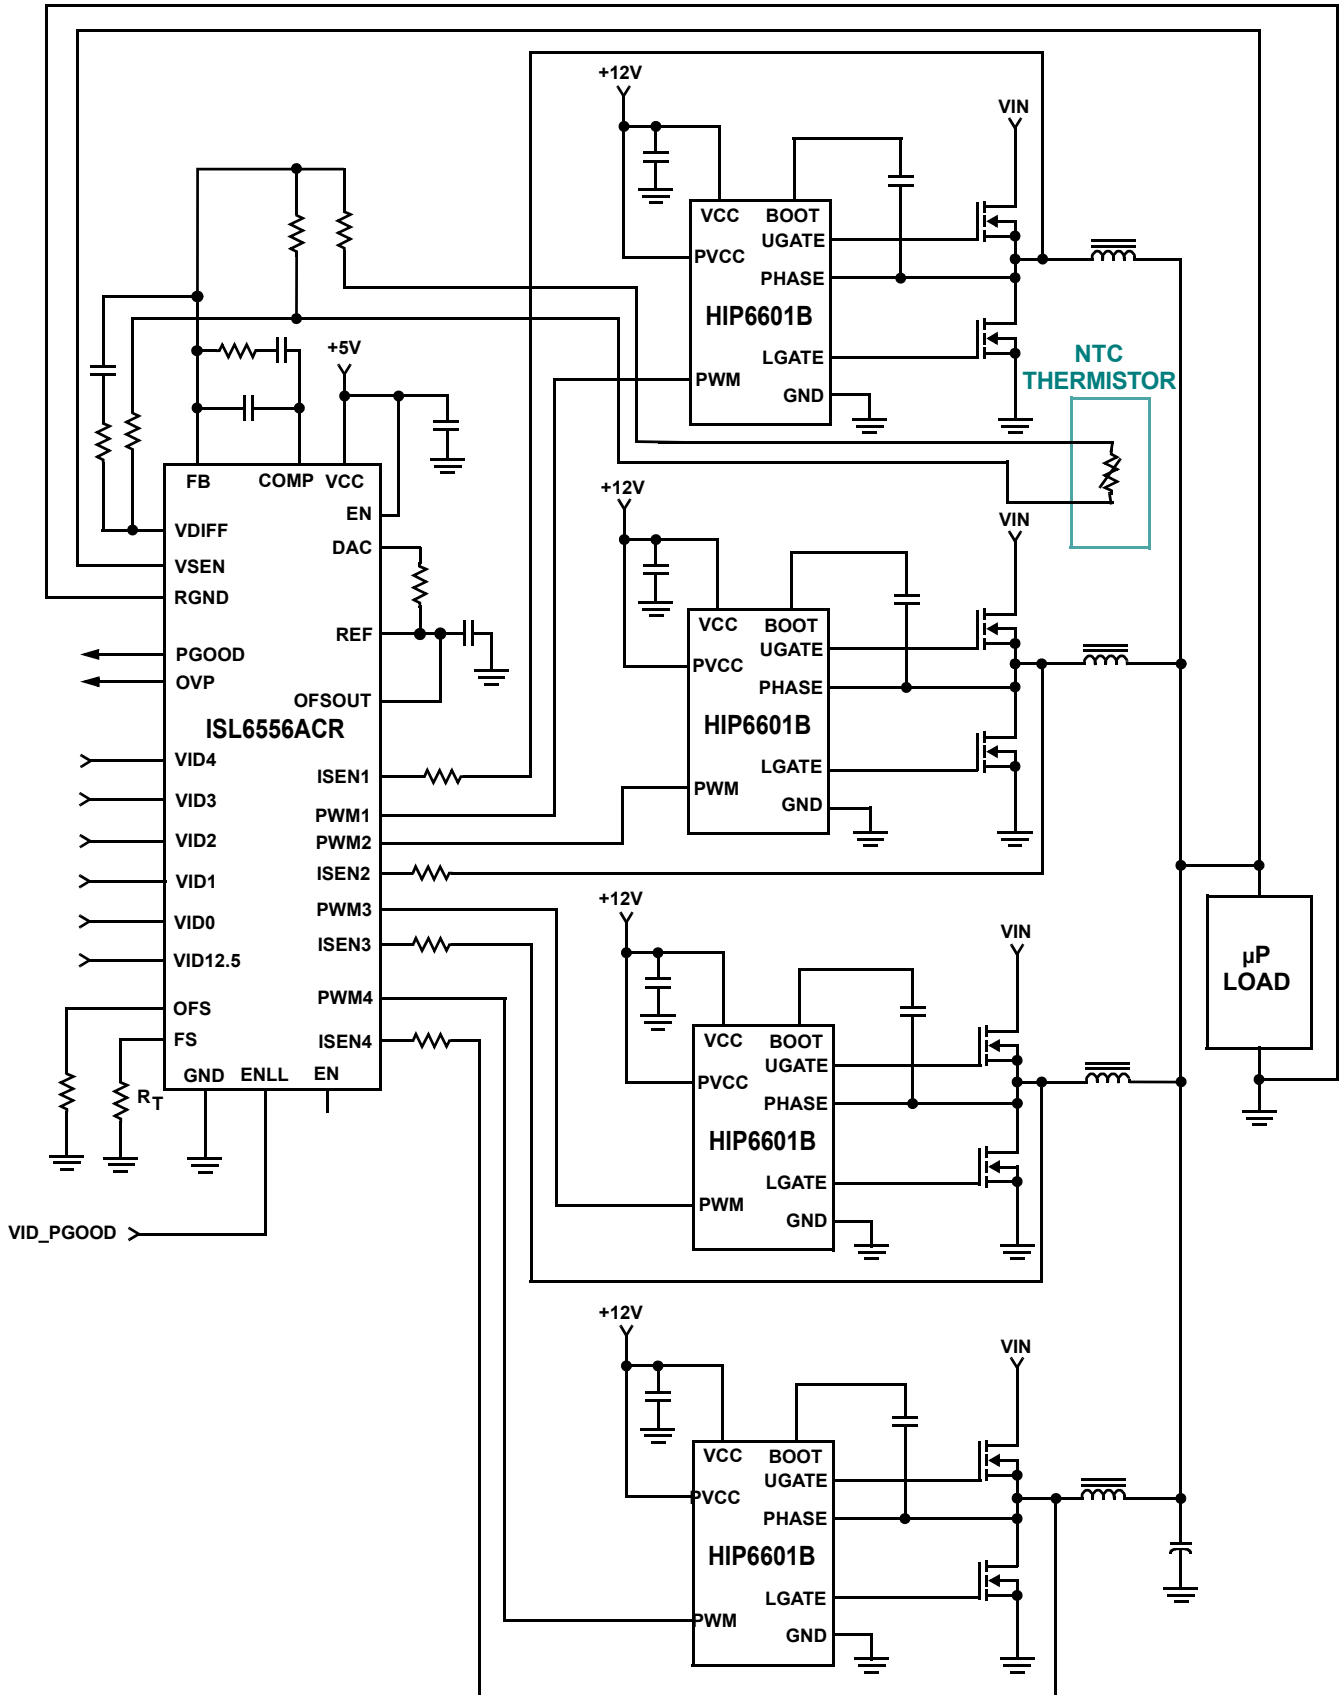 +12V
VIN
VCC
BOOT
UGATE
PVCC
PHASE
HIP6601B
LGATE
PWM
GND
NTC
THERMISTOR
+5V
FB
COMP
VCC
EN
VDIFF
DAC
VSEN
RGND
REF
PGOOD
OVP
OFSOUT
ISL6556ACR
VID4
ISEN1
VID3
PWM1
VID2
PWM2
VID1
ISEN2
VID0
PWM3
VID12.5
ISEN3
OFS
PWM4
FS
ISEN4
GND
ENLL
EN
RT
VID_PGOOD
+12V
VIN
VCC
BOOT
UGATE
PVCC
PHASE
HIP6601B
LGATE
PWM
GND
+12V
VIN
VCC
BOOT
UGATE
PVCC
PHASE
HIP6601B
LGATE
PWM
GND
µP
LOAD
+12V
VIN
VCC
BOOT
UGATE
PVCC
PHASE
HIP6601B
LGATE
PWM
GND